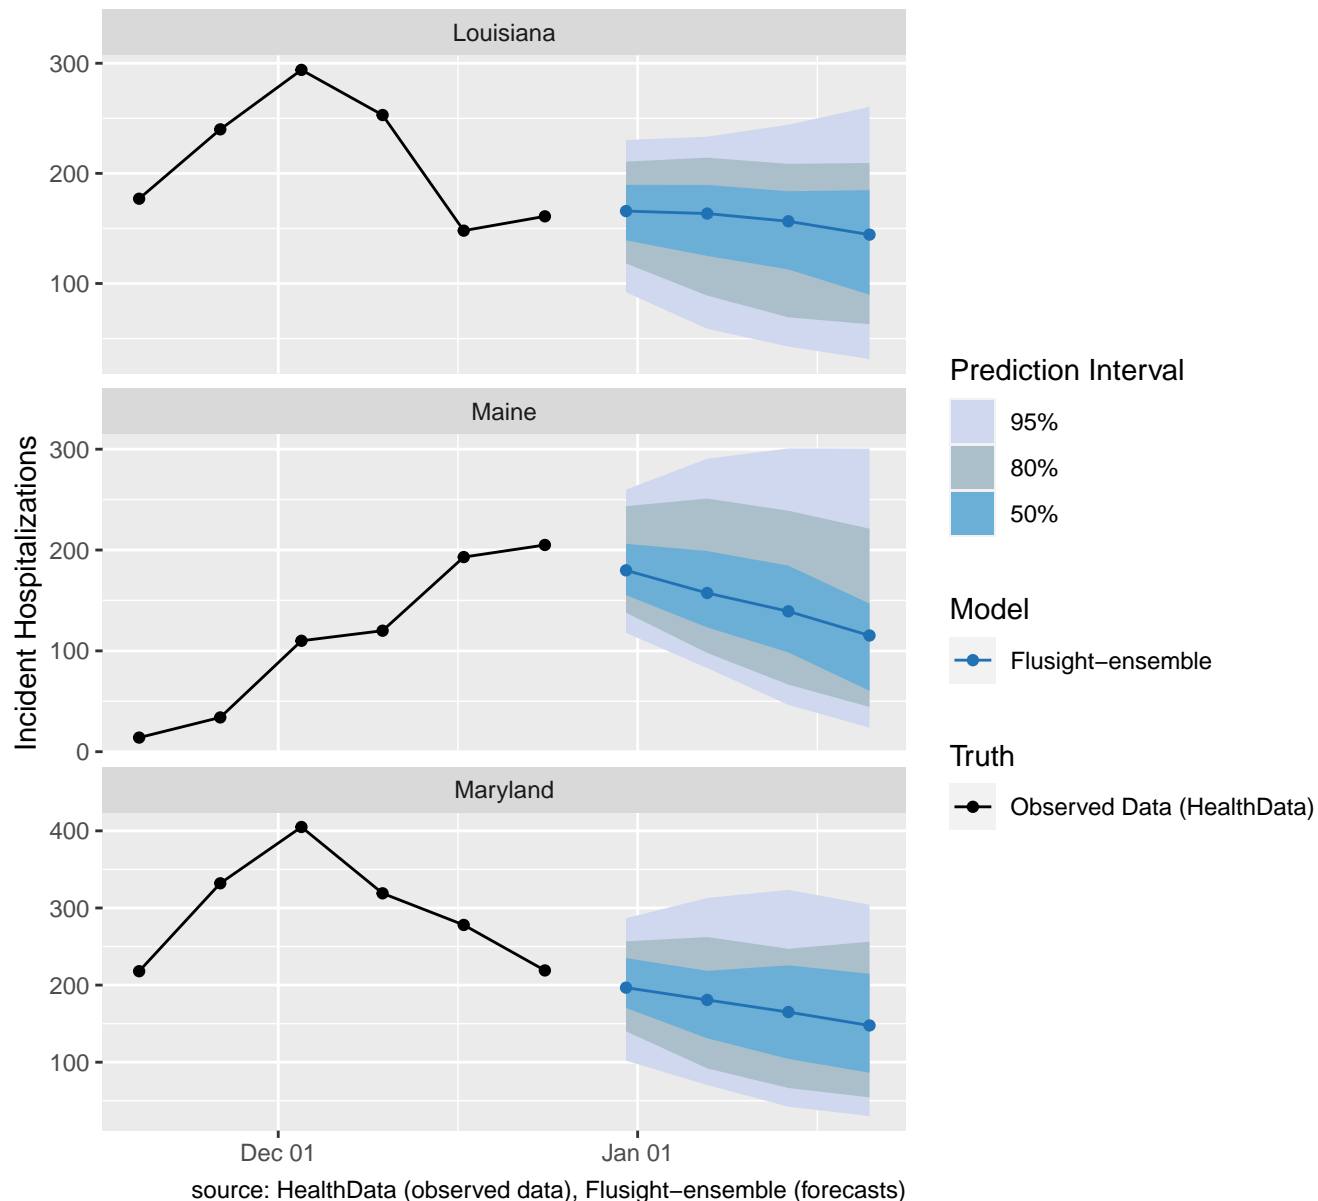 Louisiana
300
200
100
Maine
300
200
100
0
Maryland
400
300
200
100
Dec 01
Jan 01
Incident Hospitalizations
source: HealthData (observed data), Flusight−ensemble (forecasts)
Prediction Interval
95%
80%
50%
Model
Flusight−ensemble
Truth
Observed Data (HealthData)